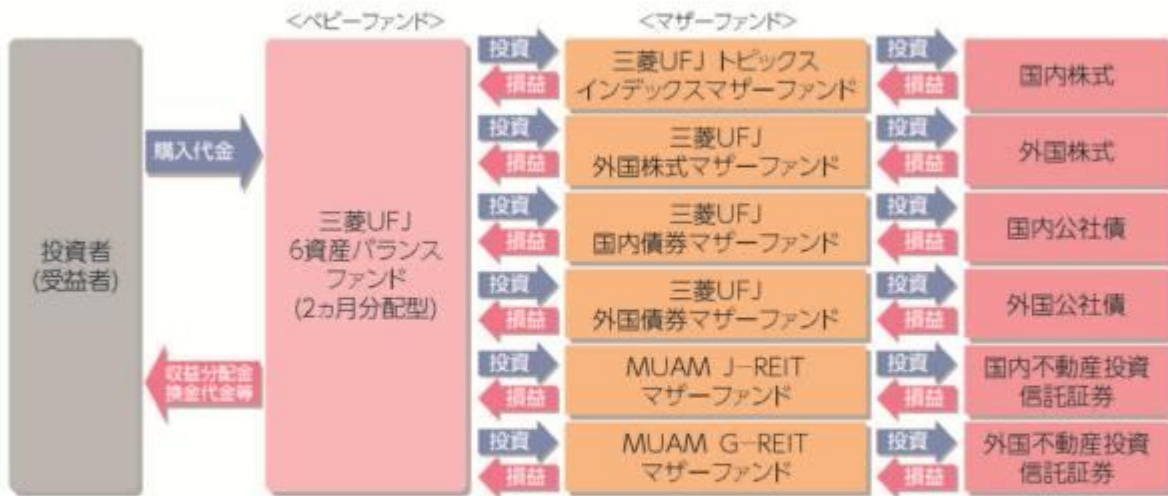 <ベビーファンド>
<マザーファンド>
投資者
(受益者)
購入代金
収益分配金
換金代金等
三菱UFJ
6資産バランス
ファンド
(2ヵ月分配型)
投資
損益
三菱UFJ トピックス
インデックスマザーファンド
投資
損益
国内株式
投資
損益
三菱UFJ
外国株式マザーファンド
投資
損益
外国株式
投資
損益
三菱UFJ
国内債券マザーファンド
投資
損益
国内公社債
投資
損益
三菱UFJ
外国債券マザーファンド
投資
損益
外国公社債
投資
損益
MUAM J-REIT
マザーファンド
投資
損益
国内不動産投資
信託証券
投資
損益
MUAM G-REIT
マザーファンド
投資
損益
外国不動産投資
信託証券